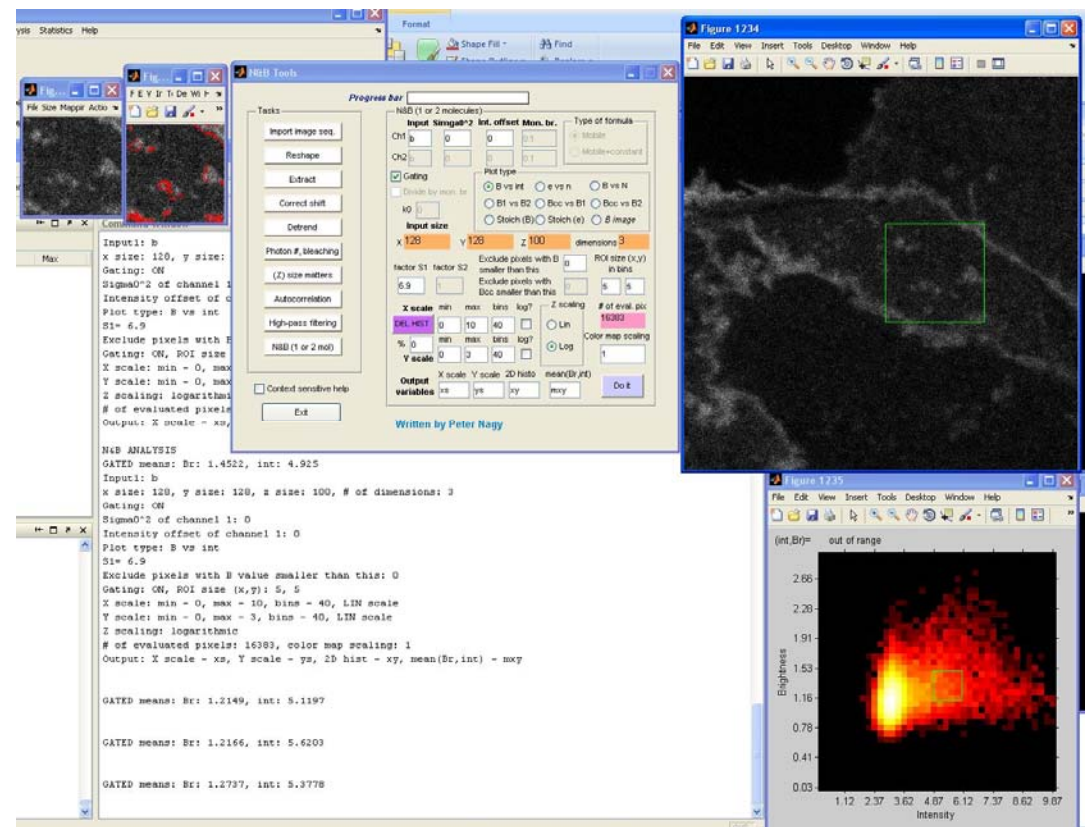 ysis Statistics Help
Format
Shape Fill
Find
Max
Fig...
File Size Mappir Actio
Fig...
F E V Ir T De Wi H
N&B Tools
Progress bar
Tasks
Import image seq.
Reshape
Extract
Correct shift
Detrend
Photon #, bleaching
(Z) size matters
Autocorrelation
High-pass filtering
N&B (1 or 2 mol)
Context sensitive help
Exit
N&B (1 or 2 molecules)
Input Simga0^2 Int. offset Mon. br.
Ch1 b 0 0 0.1
Ch2 b 0 0 0.1
Type of formula
Mobile
Mobile+constant
Gating
Divide by mon. br.
k0 0
Plot type
B vs int e vs n B vs N
B1 vs B2 Bcc vs B1 Bcc vs B2
Stoich (B) Stoich (e) B image
Input size
X 128 Y 128 Z 100 dimensions 3
factor S1 factor S2
6.9 1
Exclude pixels with B smaller than this 0
Exclude pixels with Bcc smaller than this 0
ROI size (x,y) in bins
5 5
X scale min max bins log?
DEL HIST 0 10 40
% 0 min max bins log?
Y scale 0 3 40
Z scaling
Lin
Log
# of eval. pix
16383
Color map scaling
1
Output variables
X scale Y scale 2D histo mean(Br,int)
xs ys xy mxy
Do it
Written by Peter Nagy
Command Window
Input1: b
x size: 128, y size:
Gating: ON
Sigma0^2 of channel 1
Intensity offset of c
Plot type: B vs int
S1= 6.9
Exclude pixels with B
Gating: ON, ROI size
X scale: min - 0, max
Y scale: min - 0, max
Z scaling: logarithmi
# of evaluated pixels
Output: X scale - xs,
N&B ANALYSIS
GATED means: Br: 1.4522, int: 4.925
Input1: b
x size: 128, y size: 128, z size: 100, # of dimensions: 3
Gating: ON
Sigma0^2 of channel 1: 0
Intensity offset of channel 1: 0
Plot type: B vs int
S1= 6.9
Exclude pixels with B value smaller than this: 0
Gating: ON, ROI size (x,y): 5, 5
X scale: min - 0, max - 10, bins - 40, LIN scale
Y scale: min - 0, max - 3, bins - 40, LIN scale
Z scaling: logarithmic
# of evaluated pixels: 16383, color map scaling: 1
Output: X scale - xs, Y scale - ys, 2D hist - xy, mean(Br,int) - mxy
GATED means: Br: 1.2149, int: 5.1197
GATED means: Br: 1.2166, int: 5.6203
GATED means: Br: 1.2737, int: 5.3778
Figure 1234
File Edit View Insert Tools Desktop Window Help
Figure 1235
File Edit View Insert Tools Desktop Window Help
(int,Br)= out of range
2.66
2.28
1.91
1.53
1.16
0.78
0.41
0.03
Brightness
1.12 2.37 3.62 4.87 6.12 7.37 8.62 9.87
Intensity